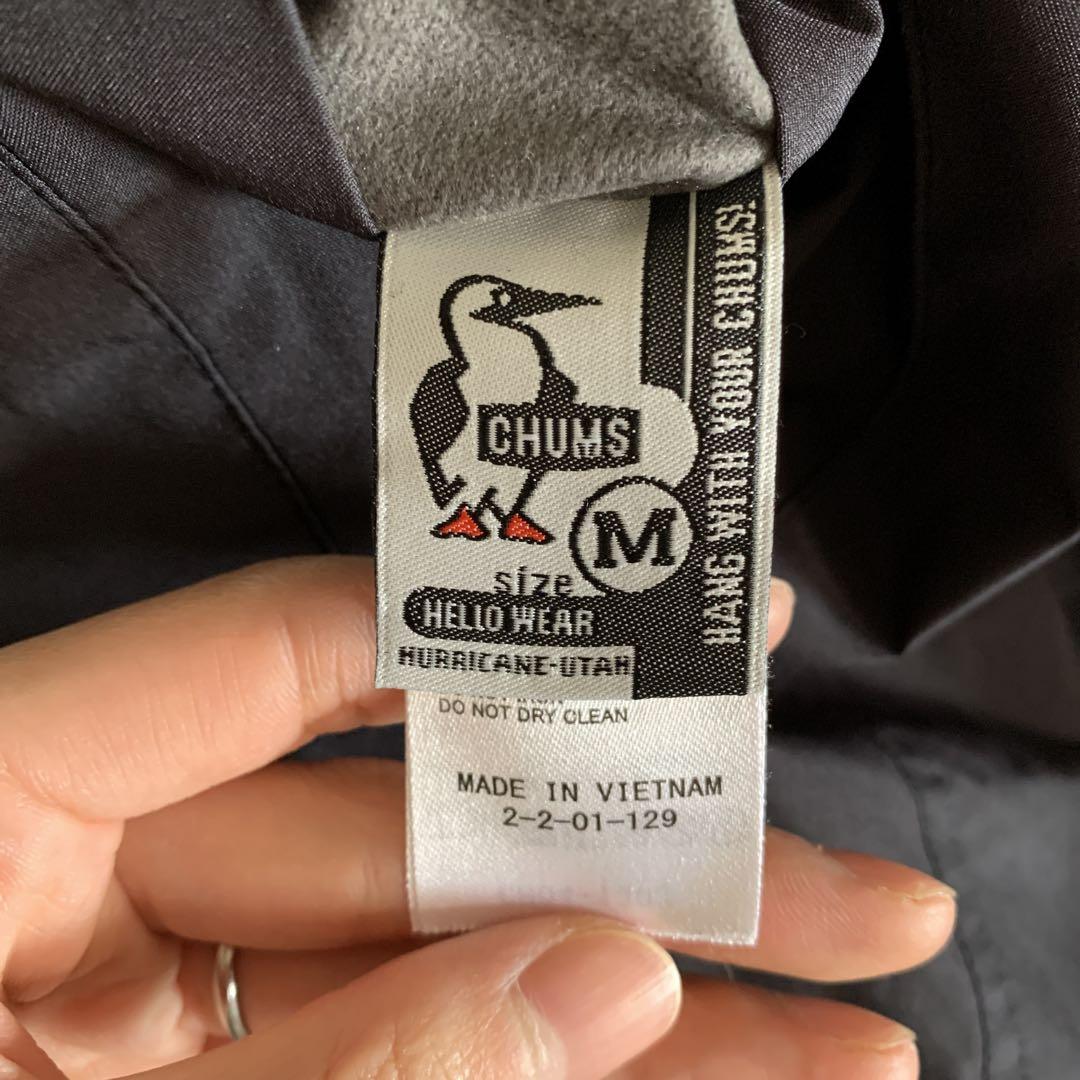 CHUMS
M
size
HELLO WEAR
HURRICANE-UTAH
HANG WITH YOUR CHUMS!
DO NOT DRY CLEAN
MADE IN VIETNAM
2-2-01-129